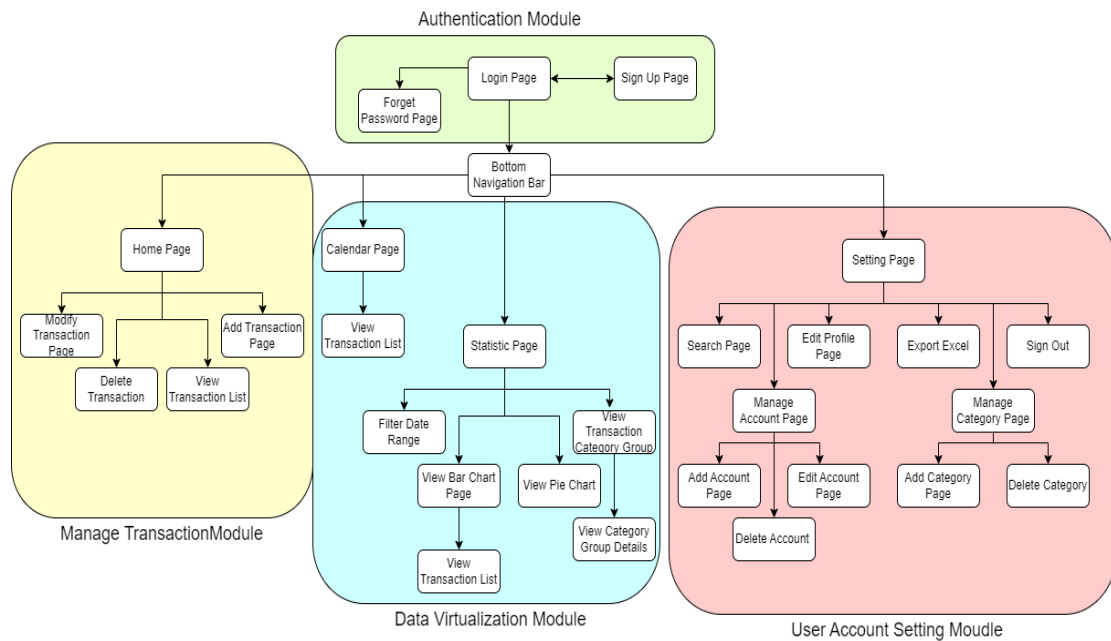 Authentication Module
Login Page
Sign Up Page
Forget
Password Page
Bottom
Navigation Bar
Home Page
Modify
Transaction
Page
Add Transaction
Page
Delete
Transaction
View
Transaction List
Manage TransactionModule
Calendar Page
View
Transaction List
Statistic Page
Filter Date
Range
View
Transaction
Category Group
View Bar Chart
Page
View Pie Chart
View Category
Group Details
View
Transaction List
Data Virtualization Module
Setting Page
Search Page
Edit Profile
Page
Export Excel
Sign Out
Manage
Account Page
Manage
Category Page
Add Account
Page
Edit Account
Page
Add Category
Page
Delete Category
Delete Account
User Account Setting Moudle